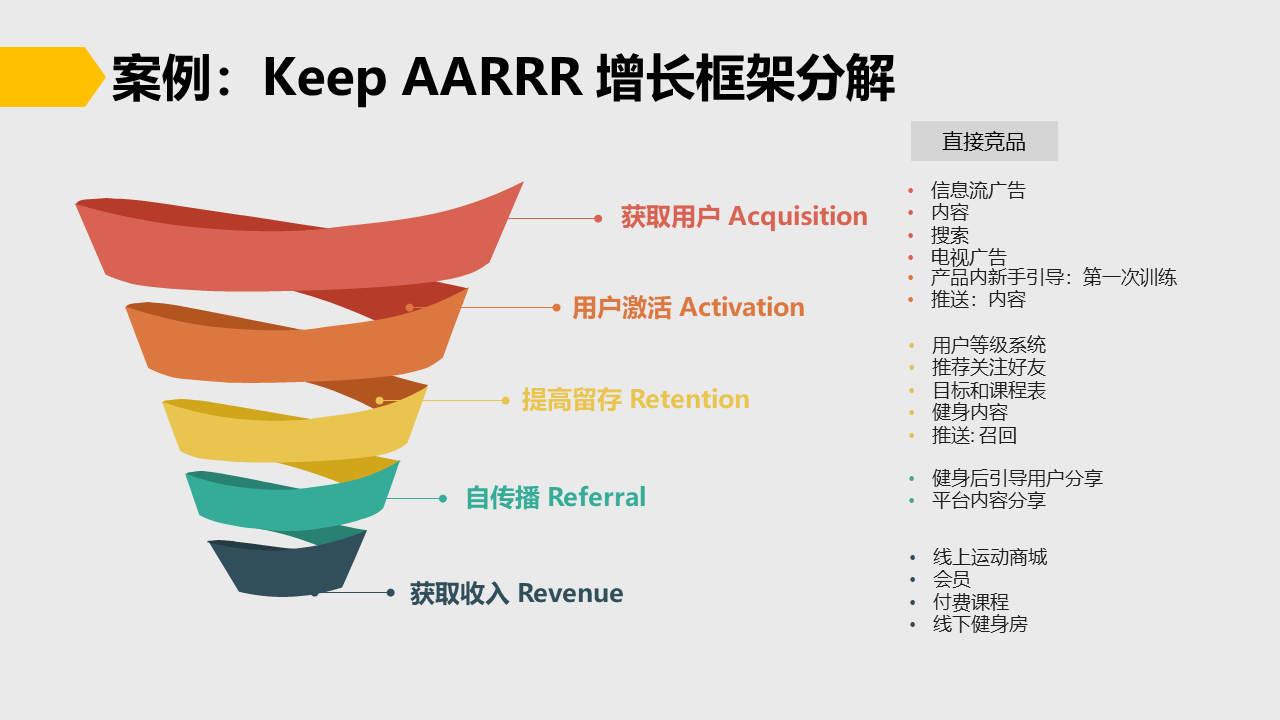 案例：Keep AARRR 增长框架分解
直接竞品
获取用户 Acquisition
• 信息流广告
• 内容
• 搜索
• 电视广告
用户激活 Activation
• 产品内新手引导：第一次训练
• 推送：内容
提高留存 Retention
• 用户等级系统
• 推荐关注好友
• 目标和课程表
• 健身内容
• 推送: 召回
自传播 Referral
• 健身后引导用户分享
• 平台内容分享
获取收入 Revenue
• 线上运动商城
• 会员
• 付费课程
• 线下健身房